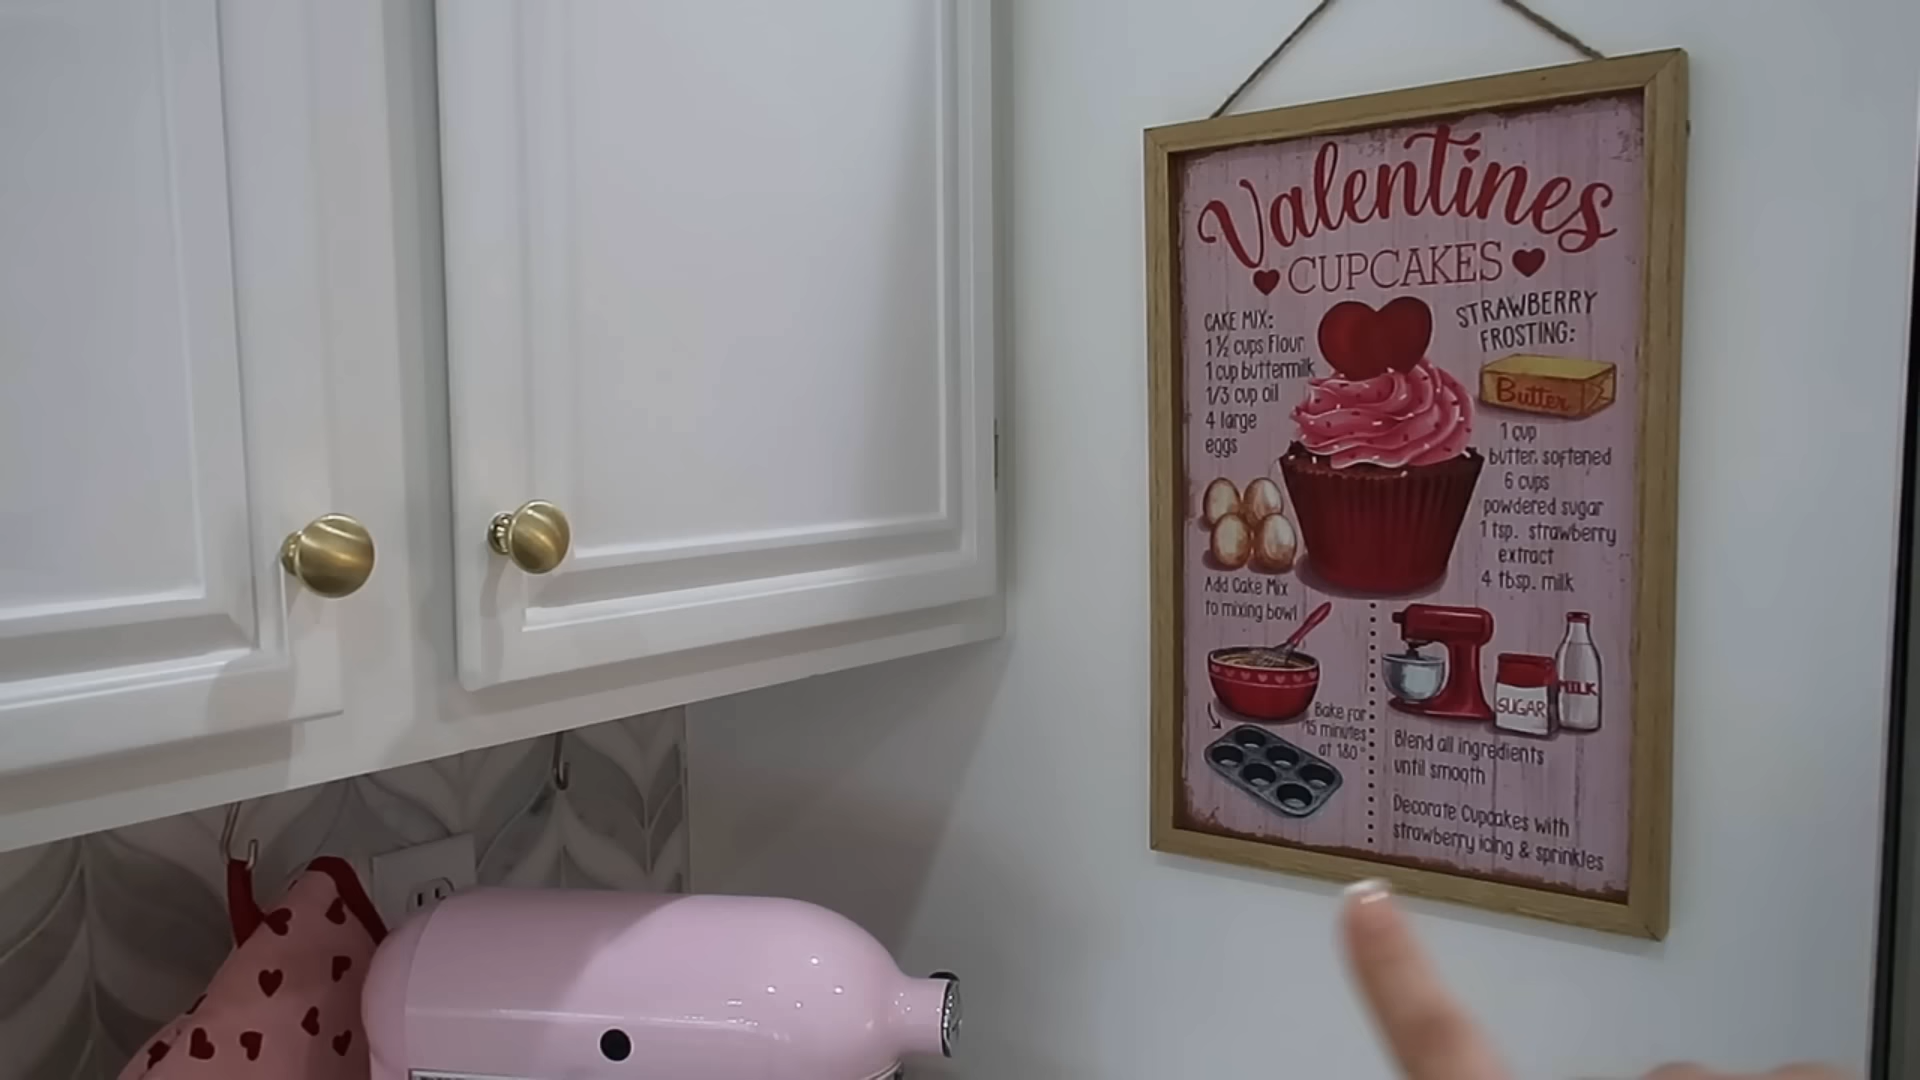 Valentines
CUPCAKES
CAKE MIX:
1 ½ cups Flour
1 cup buttermilk
1/3 cup oil
4 large
eggs
STRAWBERRY
FROSTING:
Butter
1 cup
butter, softened
6 cups
powdered sugar
1 tsp. strawberry
extract
4 tbsp. milk
Add Cake Mix
to mixing bowl
Bake for
15 minutes
at 180°
SUGAR
MILK
Blend all ingredients
until smooth
Decorate Cupcakes with
strawberry icing & sprinkles